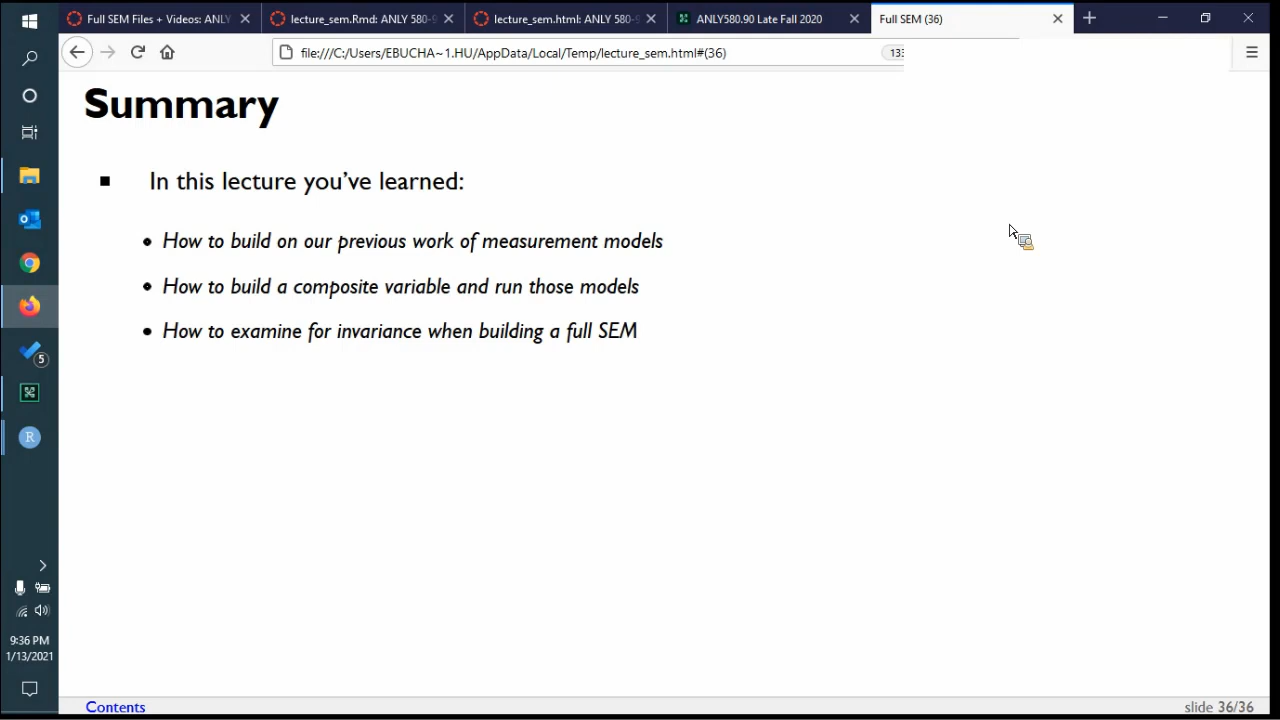 Full SEM Files + Videos: ANLY
lecture_sem.Rmd: ANLY 580-9
lecture_sem.html: ANLY 580-9
ANLY580.90 Late Fall 2020
Full SEM (36)
file:///C:/Users/EBUCHA~1.HU/AppData/Local/Temp/lecture_sem.html#(36)
133
Summary
In this lecture you've learned:
How to build on our previous work of measurement models
How to build a composite variable and run those models
How to examine for invariance when building a full SEM
5
R
9:36 PM
1/13/2021
Contents
slide 36/36